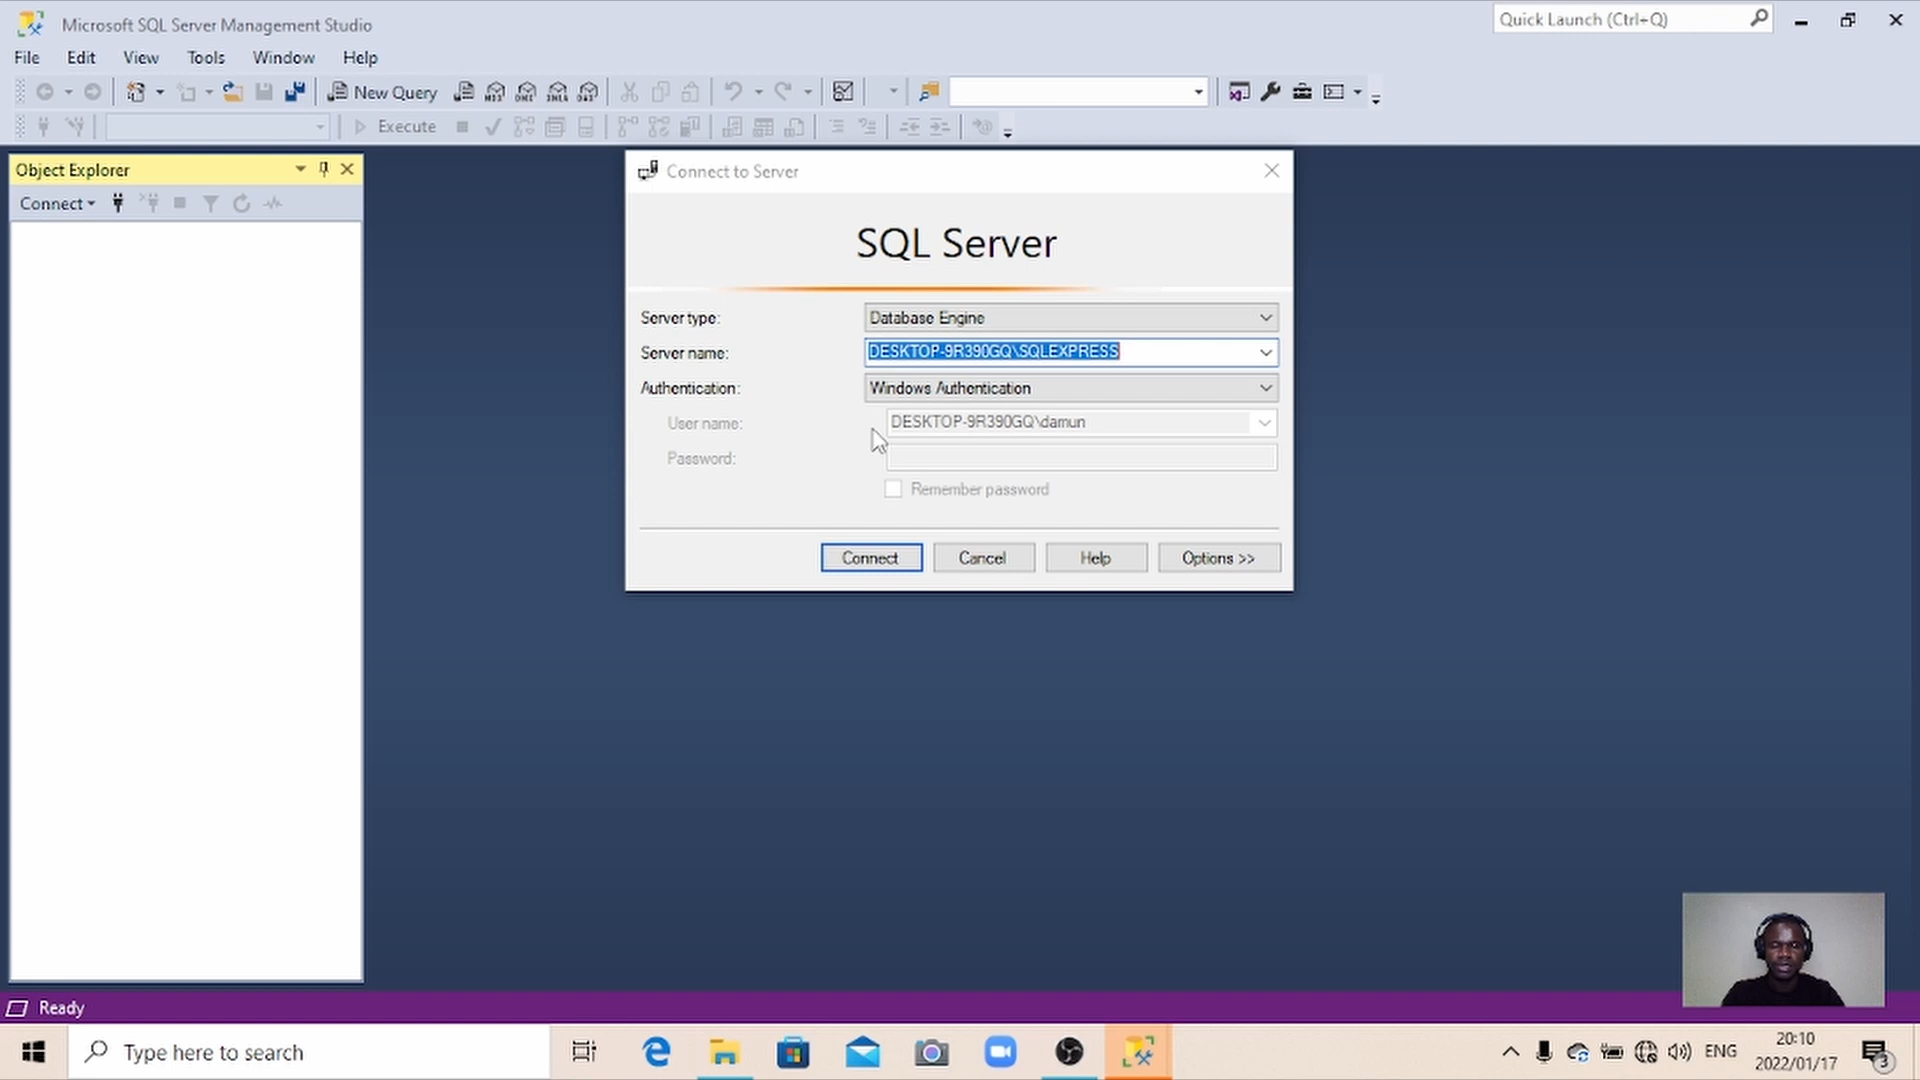 Microsoft SQL Server Management Studio
Quick Launch (Ctrl+Q)
File Edit View Tools Window Help
New Query
Execute
Object Explorer
Connect
Connect to Server
SQL Server
Server type: Database Engine
Server name: DESKTOP-9R390GQ\SQLEXPRESS
Authentication: Windows Authentication
User name: DESKTOP-9R390GQ\damun
Password:
Remember password
Connect Cancel Help Options >>
Ready
Type here to search
ENG
20:10
2022/01/17
3